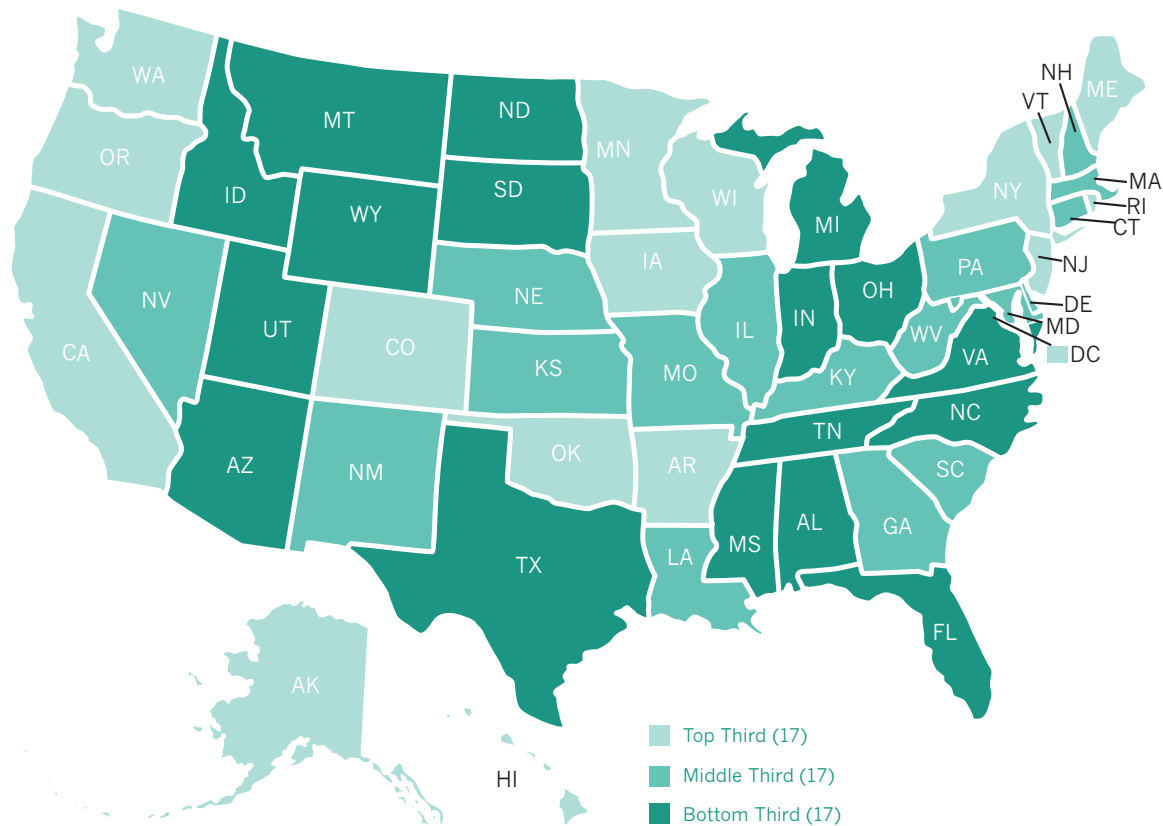 WA
MT
ND
MN
OR
ID
SD
WY
WI
MI
NY
VT
NH
ME
MA
RI
CT
NJ
PA
IA
NE
NV
UT
CO
CA
IL
IN
OH
WV
DE
MD
DC
VA
KS
MO
KY
NC
TN
AZ
NM
OK
AR
SC
MS
AL
GA
TX
LA
FL
AK
HI
Top Third (17)
Middle Third (17)
Bottom Third (17)